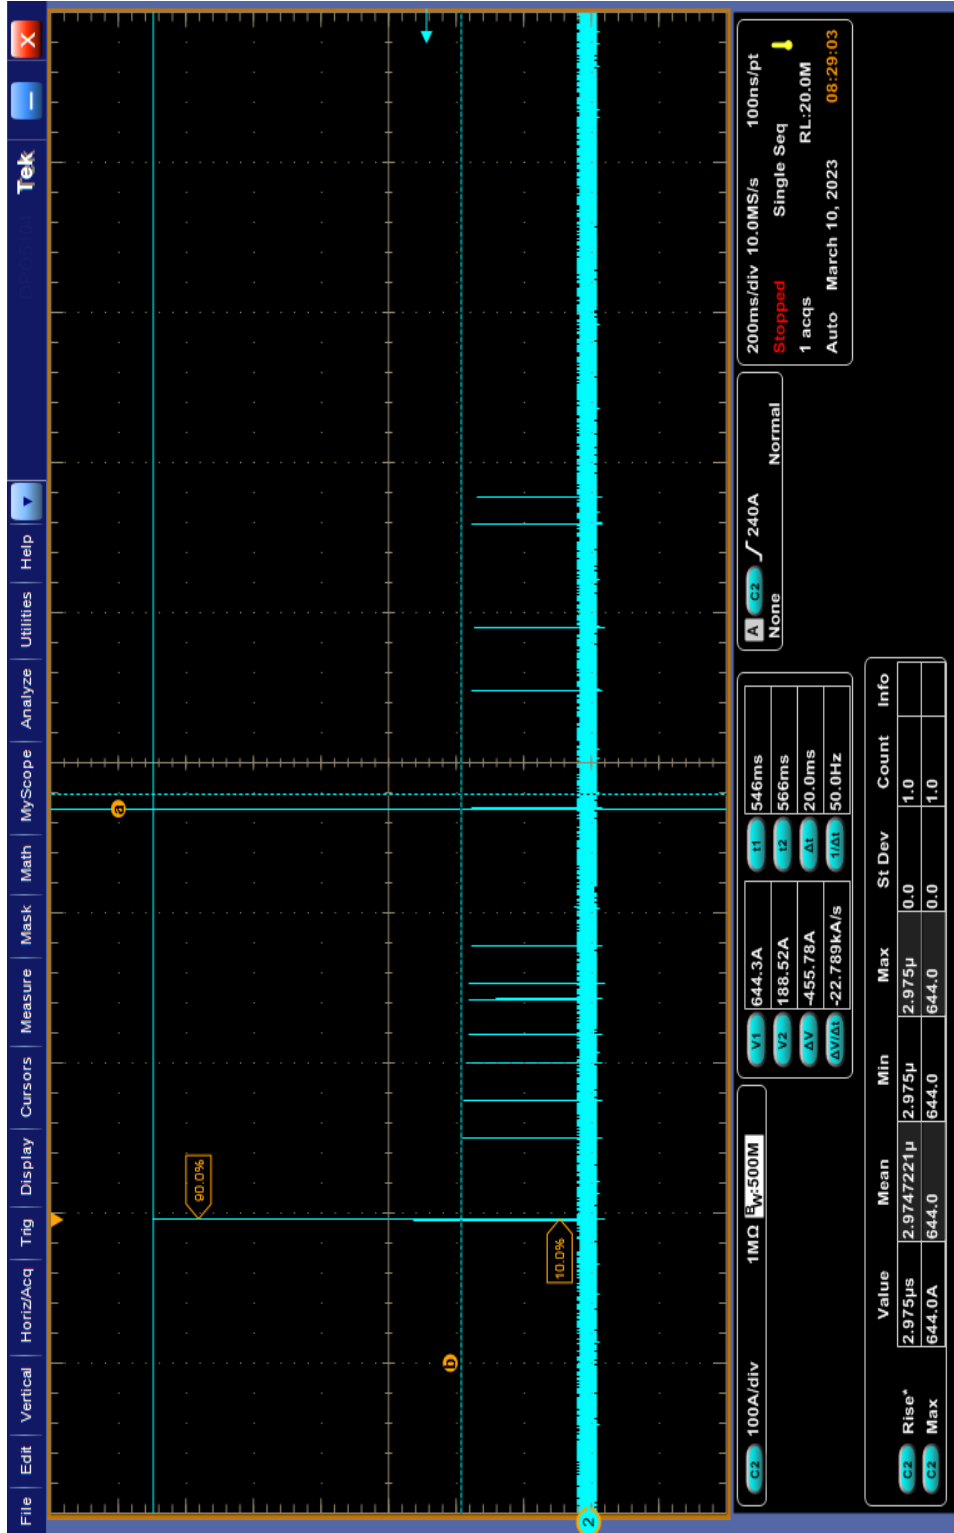 File Edit Vertical Horiz/Acq Trig Display Cursors Measure Mask Math MyScope Analyze Utilities Help Tek
a
90.0%
b
10.0%
2
C2 100A/div 1MΩ BW:500M
V1 644.3A t1 546ms
V2 188.52A t2 566ms
ΔV -455.78A Δt 20.0ms
ΔV/Δt -22.789kA/s 1/Δt 50.0Hz
A C2 240A
None Normal
200ms/div 10.0MS/s 100ns/pt
Stopped Single Seq
1 acqs RL:20.0M
Auto March 10, 2023 08:29:03
Value Mean Min Max St Dev Count Info
C2 Rise* 2.975µs 2.9747221µ 2.975µ 2.975µ 0.0 1.0
C2 Max 644.0A 644.0 644.0 644.0 0.0 1.0